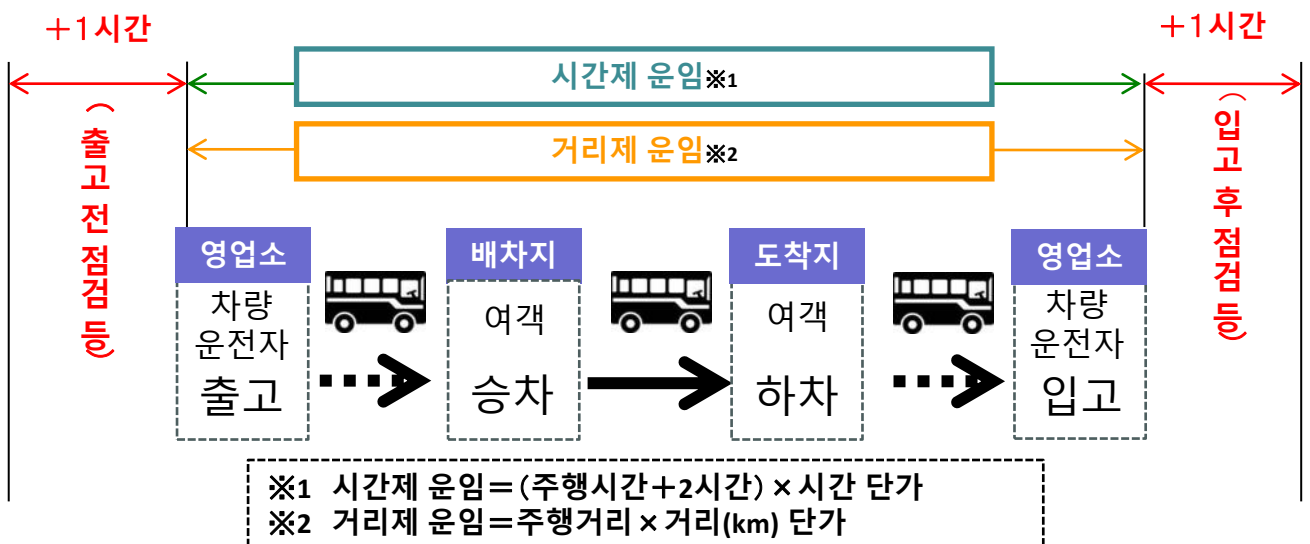 +1시간
+1시간
시간제 운임※1
거리제 운임※2
(출고 전 점검 등)
(입고 후 점검 등)
영업소
차량
운전자
출고
배차지
여객
승차
도착지
여객
하차
영업소
차량
운전자
입고
※1 시간제 운임=(주행시간+2시간)×시간 단가
※2 거리제 운임=주행거리×거리(km) 단가